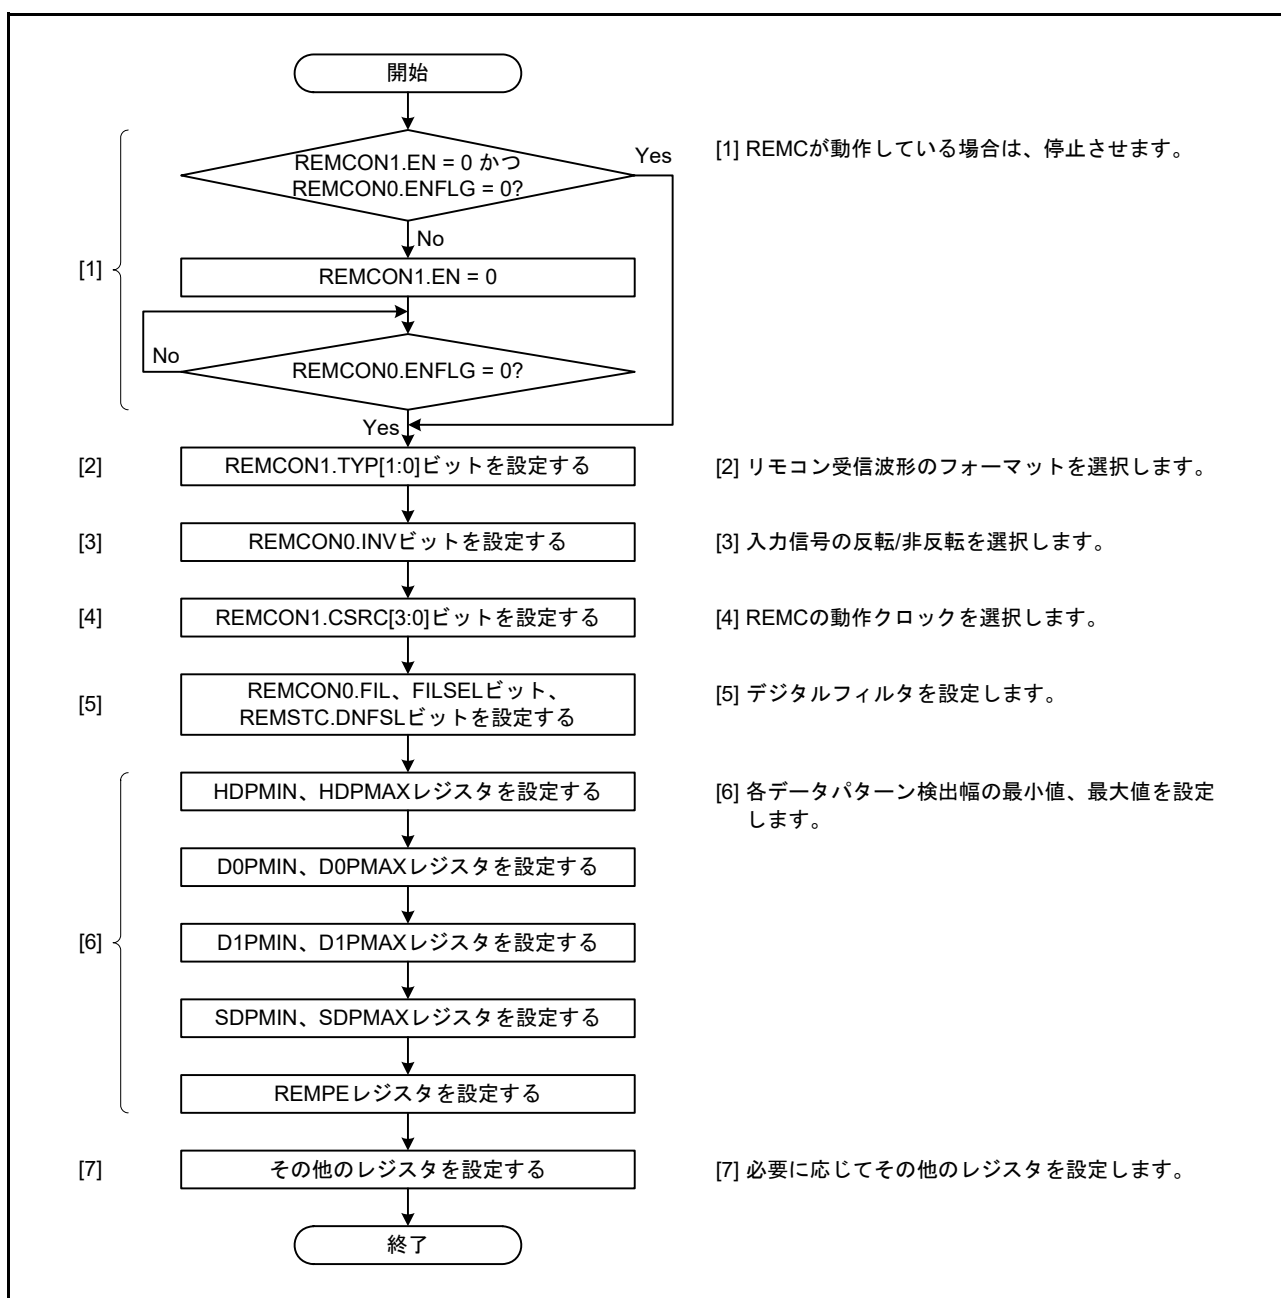 開始
REMCON1.EN = 0 かつ
REMCON0.ENFLG = 0?
Yes
[1] REMCが動作している場合は、停止させます。
No
[1]
REMCON1.EN = 0
No
REMCON0.ENFLG = 0?
Yes
[2]
REMCON1.TYP[1:0]ビットを設定する
[2] リモコン受信波形のフォーマットを選択します。
[3]
REMCON0.INVビットを設定する
[3] 入力信号の反転/非反転を選択します。
[4]
REMCON1.CSRC[3:0]ビットを設定する
[4] REMCの動作クロックを選択します。
[5]
REMCON0.FIL、FILSELビット、
REMSTC.DNFSLビットを設定する
[5] デジタルフィルタを設定します。
HDPMIN、HDPMAXレジスタを設定する
[6] 各データパターン検出幅の最小値、最大値を設定
します。
D0PMIN、D0PMAXレジスタを設定する
[6]
D1PMIN、D1PMAXレジスタを設定する
SDPMIN、SDPMAXレジスタを設定する
REMPEレジスタを設定する
[7]
その他のレジスタを設定する
[7] 必要に応じてその他のレジスタを設定します。
終了